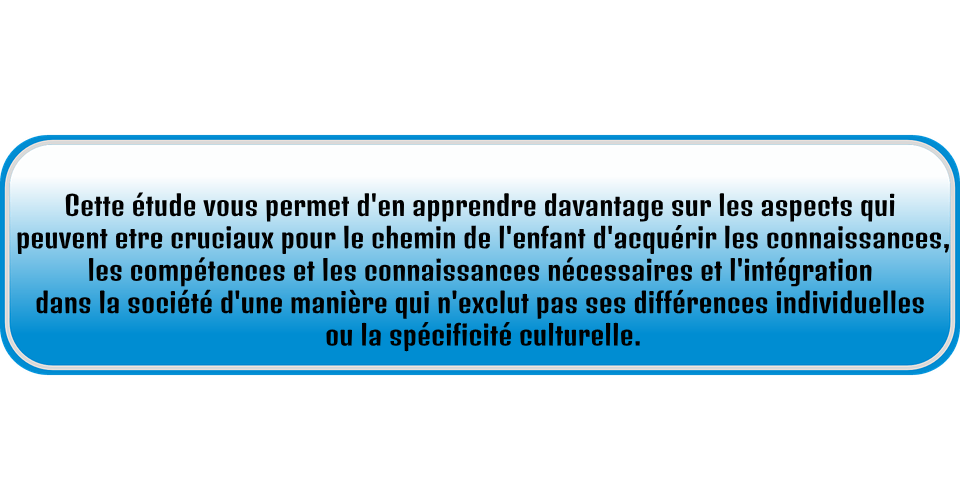 Cette étude vous permet d'en apprendre davantage sur les aspects qui
peuvent etre cruciaux pour le chemin de l'enfant d'acquérir les connaissances,
les compétences et les connaissances nécessaires et l'intégration
dans la société d'une manière qui n'exclut pas ses différences individuelles
ou la spécificité culturelle.